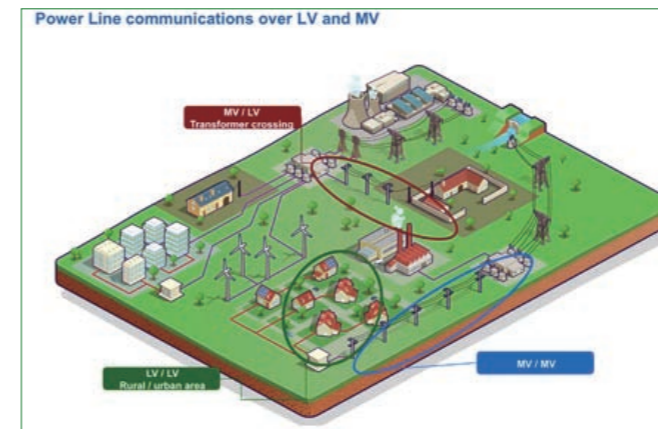 Power Line communications over LV and MV
MV / LV
Transformer crossing
LV / LV
Rural / urban area
MV / MV